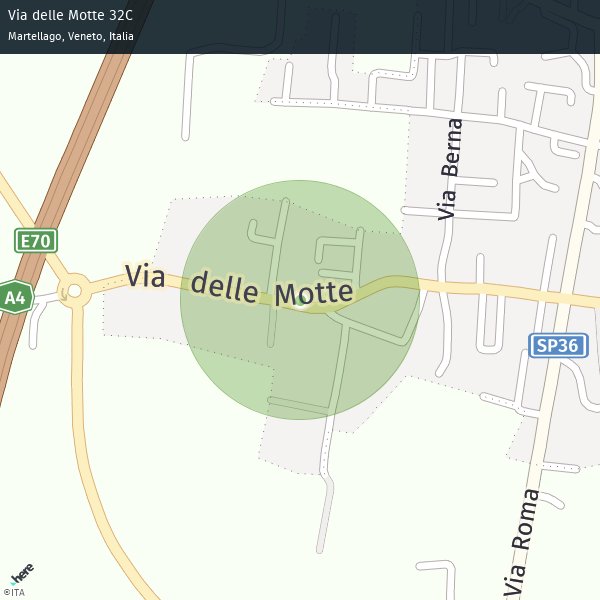 Via delle Motte 32C
Martellago, Veneto, Italia
Via Berna
E70
A4
Via delle Motte
SP36
Via Roma
here
©ITA